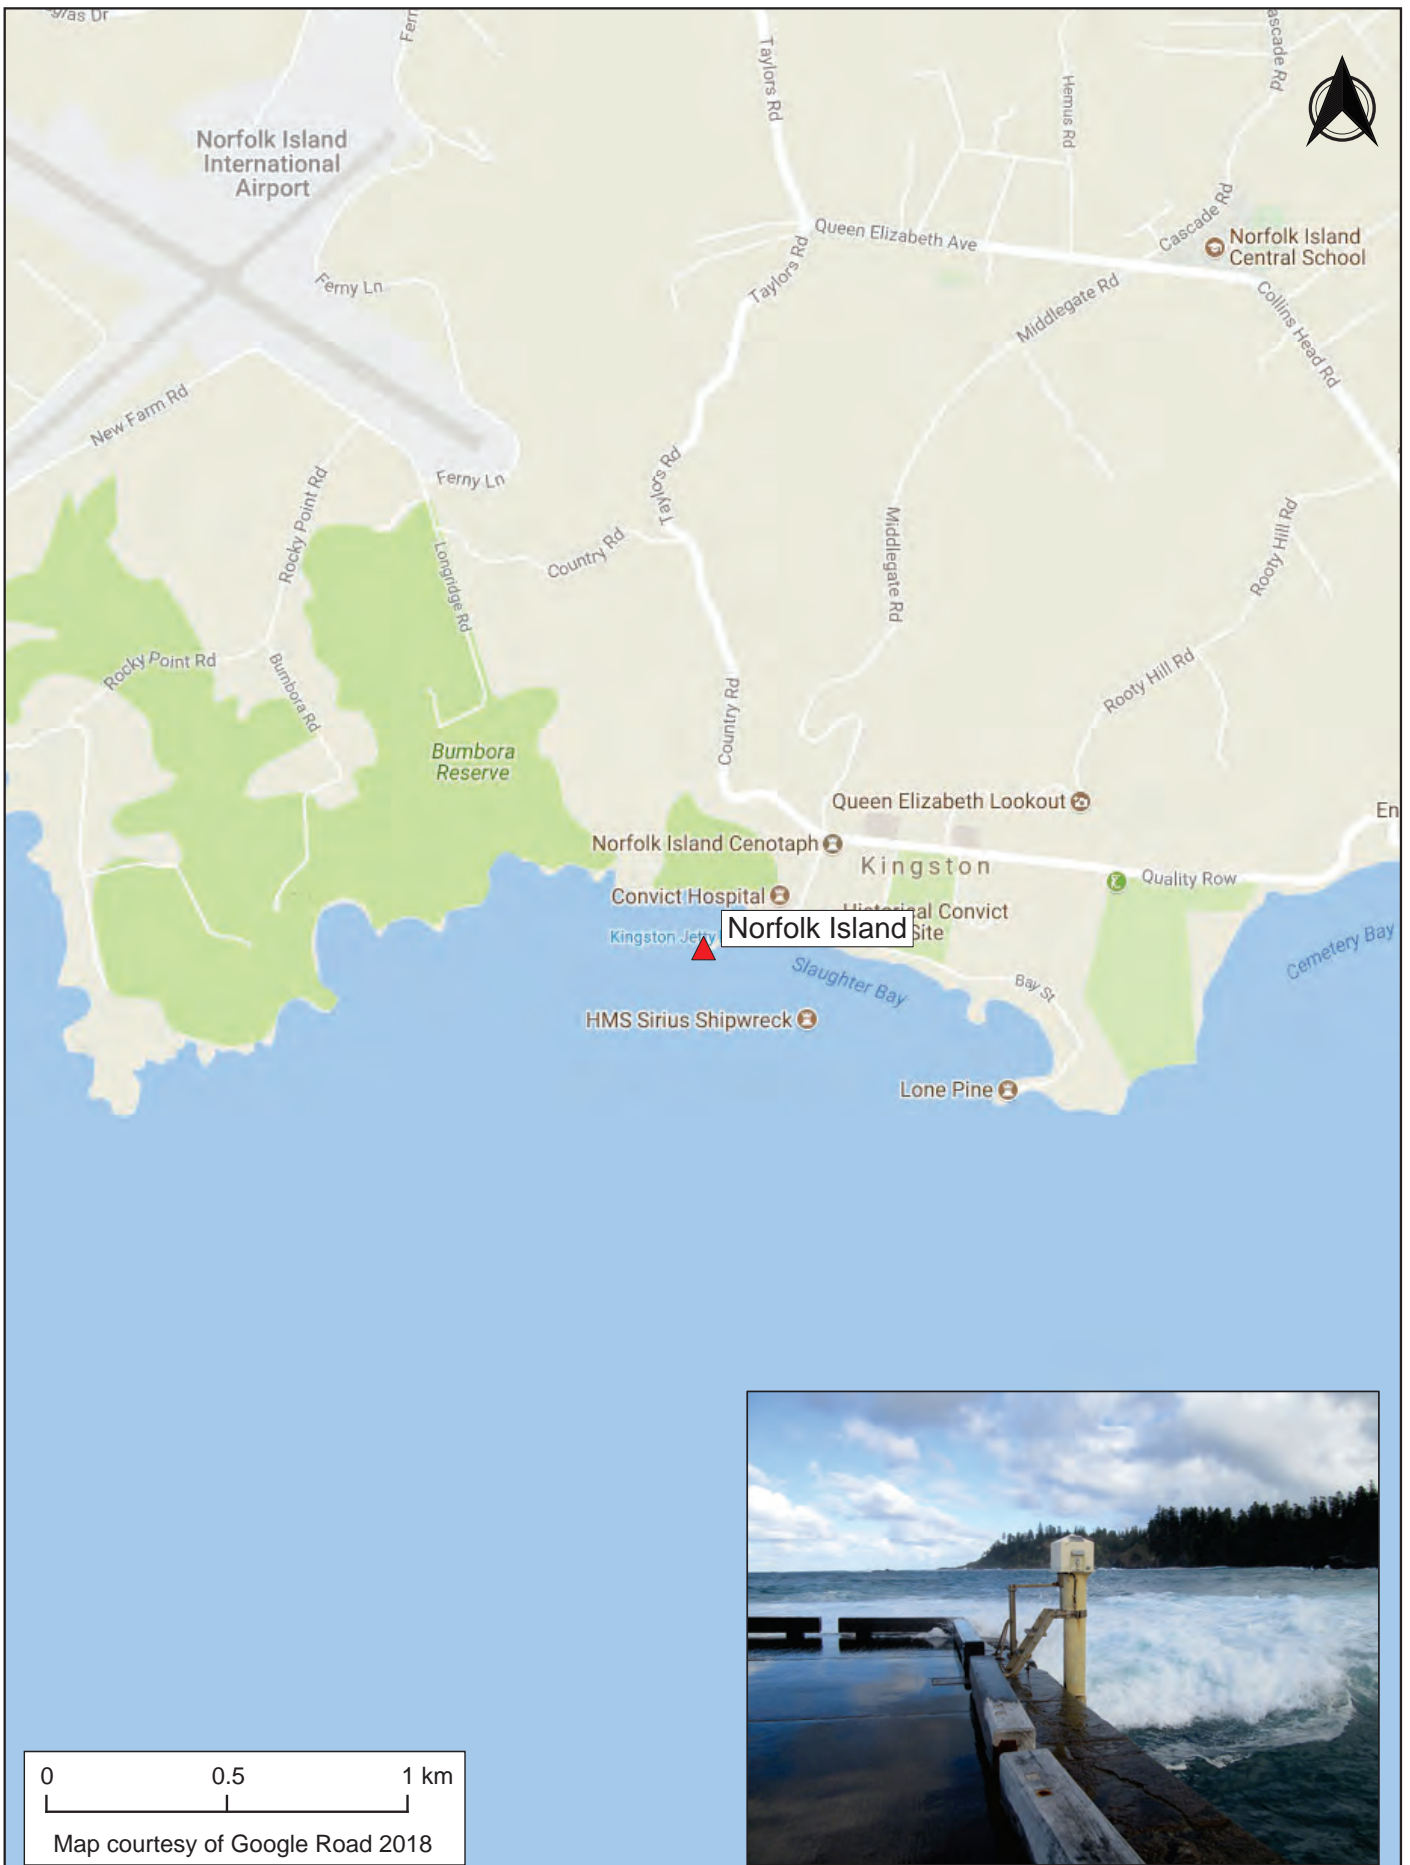 Taylors Rd
Hemus Rd
Norfolk Island
International
Airport
Cascade Rd
Queen Elizabeth Ave
Norfolk Island
Central School
Taylors Rd
Ferny Ln
Middlegate Rd
Collins Head Rd
New Farm Rd
Taylors Rd
Ferny Ln
Rocky Point Rd
Country Rd
Longridge Rd
Middlegate Rd
Rooty Hill Rd
Rocky Point Rd
Bumbora Rd
Rooty Hill Rd
Country Rd
Bumbora
Reserve
Queen Elizabeth Lookout
En
Norfolk Island Cenotaph
Kingston
Quality Row
Convict Hospital
Convict
Site
Kingston Jetty
Norfolk Island
Cemetery Bay
Slaughter Bay
Bay St
HMS Sirius Shipwreck
Lone Pine
0 0.5 1 km
Map courtesy of Google Road 2018